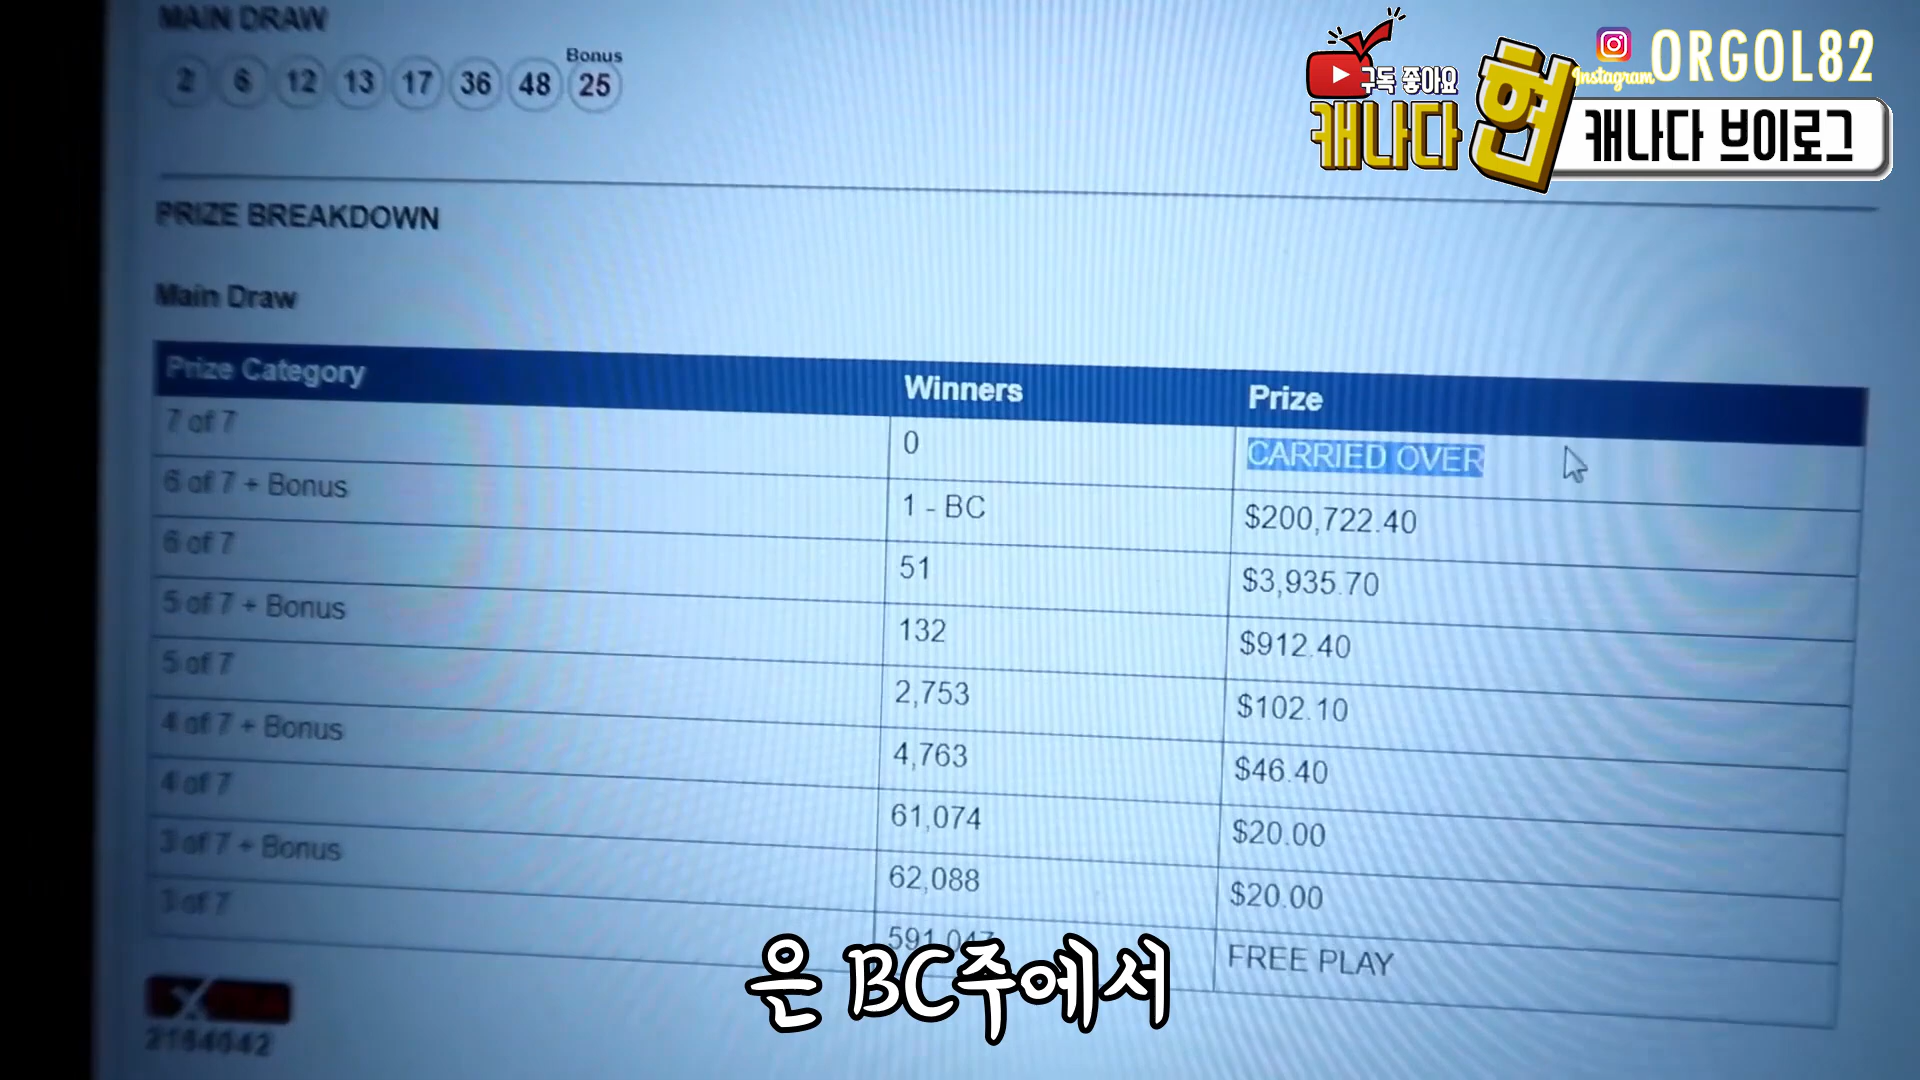 MAIN DRAW
Bonus
2 6 12 13 17 36 48 25
구독 좋아요
캐나다 현
Instagram ORGOL82
캐나다 브이로그
PRIZE BREAKDOWN
Main Draw
Prize Category Winners Prize
7 of 7 0 CARRIED OVER
6 of 7 + Bonus 1 - BC $200,722.40
6 of 7 51 $3,935.70
5 of 7 + Bonus 132 $912.40
5 of 7 2,753 $102.10
4 of 7 + Bonus 4,763 $46.40
4 of 7 61,074 $20.00
3 of 7 + Bonus 62,088 $20.00
3 of 7 591,047 FREE PLAY
은 BC주에서
2164042